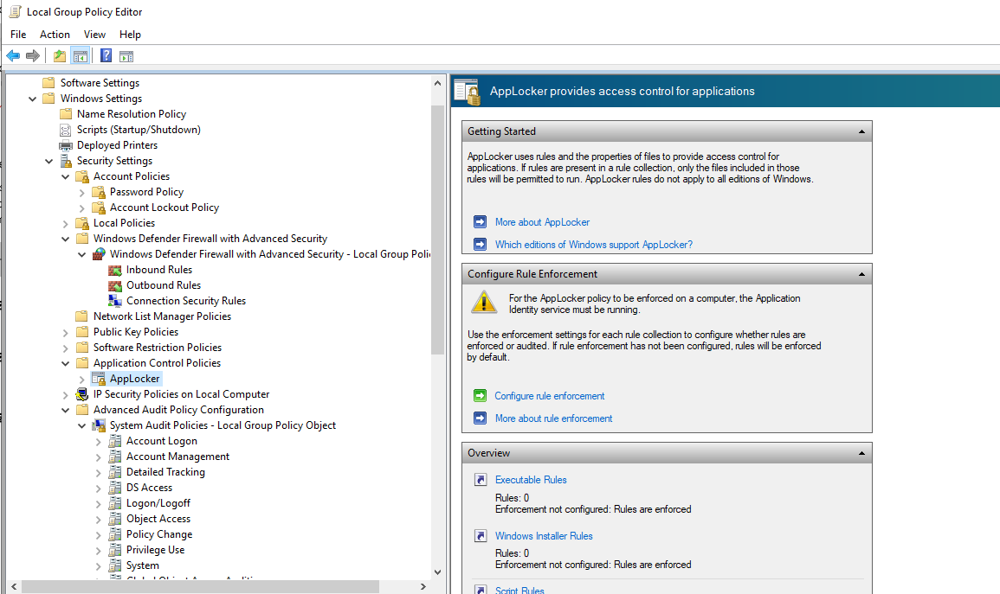 Local Group Policy Editor
File Action View Help
Software Settings
Windows Settings
Name Resolution Policy
Scripts (Startup/Shutdown)
Deployed Printers
Security Settings
Account Policies
Password Policy
Account Lockout Policy
Local Policies
Windows Defender Firewall with Advanced Security
Windows Defender Firewall with Advanced Security - Local Group Poli
Inbound Rules
Outbound Rules
Connection Security Rules
Network List Manager Policies
Public Key Policies
Software Restriction Policies
Application Control Policies
AppLocker
IP Security Policies on Local Computer
Advanced Audit Policy Configuration
System Audit Policies - Local Group Policy Object
Account Logon
Account Management
Detailed Tracking
DS Access
Logon/Logoff
Object Access
Policy Change
Privilege Use
System
AppLocker provides access control for applications
Getting Started
AppLocker uses rules and the properties of files to provide access control for
applications. If rules are present in a rule collection, only the files included in those
rules will be permitted to run. AppLocker rules do not apply to all editions of Windows.
More about AppLocker
Which editions of Windows support AppLocker?
Configure Rule Enforcement
For the AppLocker policy to be enforced on a computer, the Application
Identity service must be running.
Use the enforcement settings for each rule collection to configure whether rules are
enforced or audited. If rule enforcement has not been configured, rules will be enforced
by default.
Configure rule enforcement
More about rule enforcement
Overview
Executable Rules
Rules: 0
Enforcement not configured: Rules are enforced
Windows Installer Rules
Rules: 0
Enforcement not configured: Rules are enforced
Script Rules